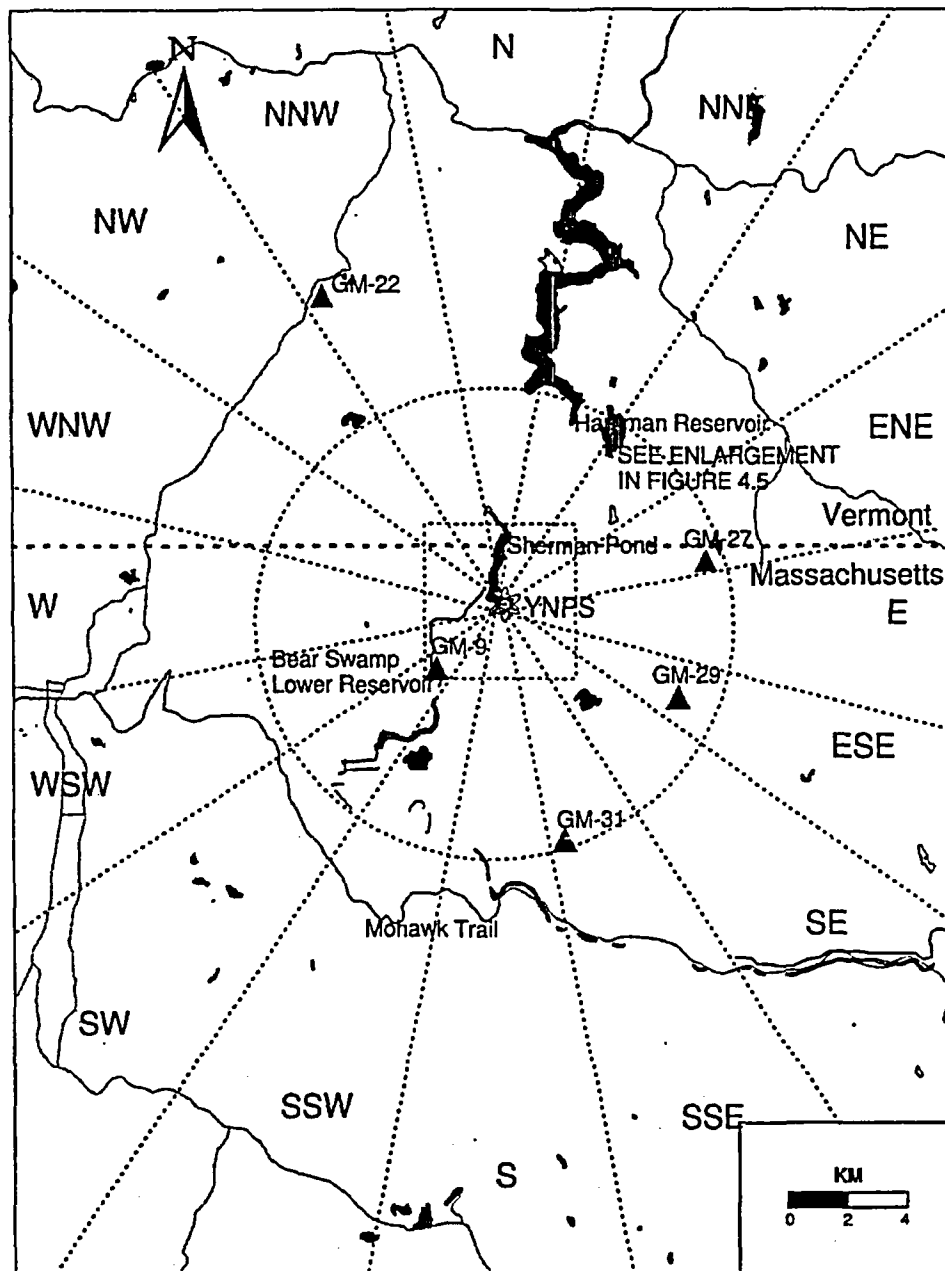 N
N
NNW
NNE
NW
NE
GM-22
WNW
Harriman Reservoir
ENE
SEE ENLARGEMENT
IN FIGURE 4.5
Vermont
Sherman Pond
GM-27
Massachusetts
W
YNPS
E
GM-9
Bear Swamp
Lower Reservoir
GM-29
WSW
ESE
GM-31
Mohawk Trail
SE
SW
SSW
SSE
S
KM
0 2 4